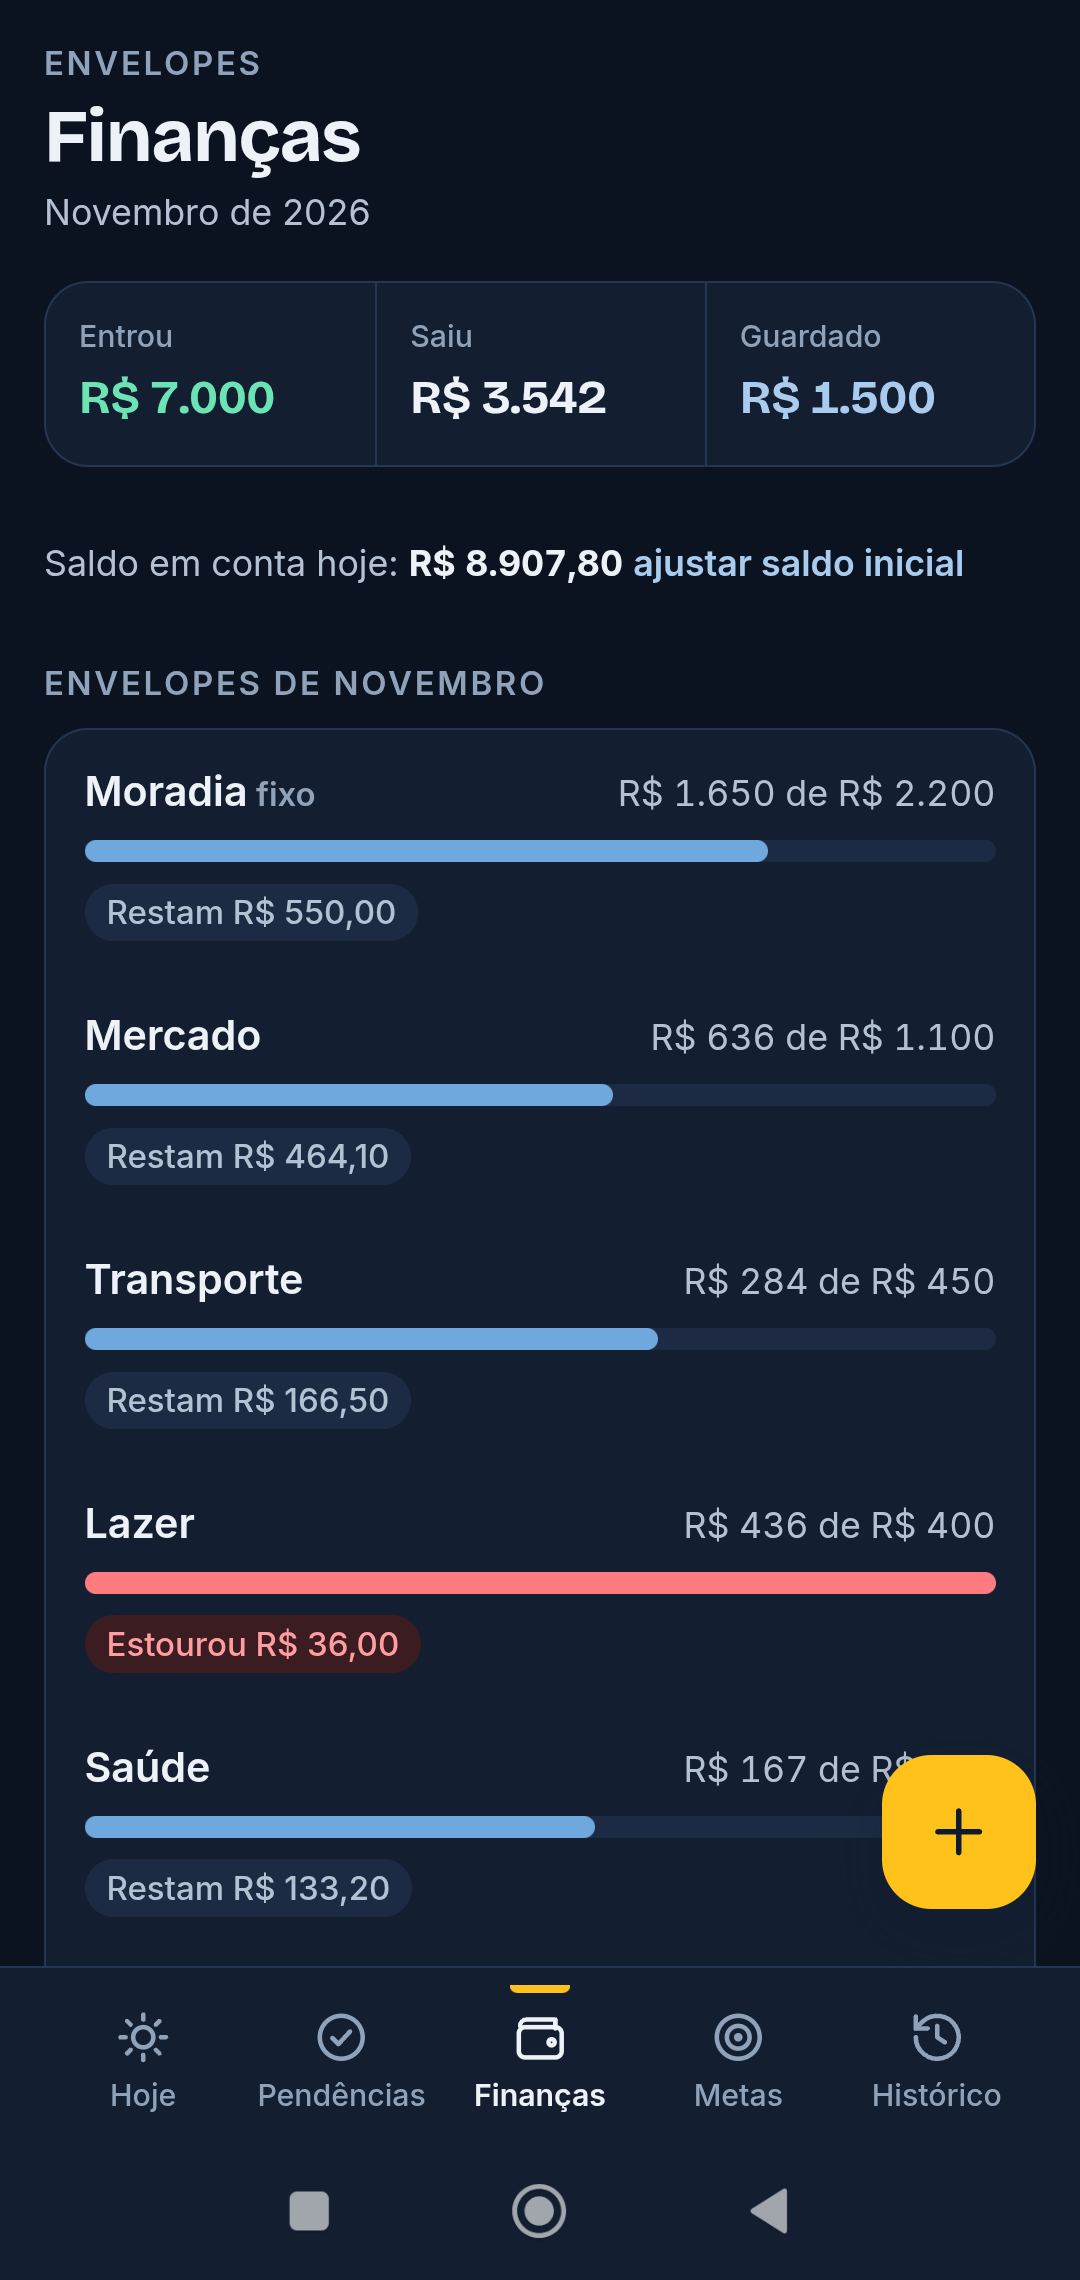 ENVELOPES
Finanças
Novembro de 2026
Entrou Saiu Guardado
R$ 7.000 R$ 3.542 R$ 1.500
Saldo em conta hoje: R$ 8.907,80 ajustar saldo inicial
ENVELOPES DE NOVEMBRO
Moradia fixo R$ 1.650 de R$ 2.200
Restam R$ 550,00
Mercado R$ 636 de R$ 1.100
Restam R$ 464,10
Transporte R$ 284 de R$ 450
Restam R$ 166,50
Lazer R$ 436 de R$ 400
Estourou R$ 36,00
Saúde R$ 167 de R$
Restam R$ 133,20
Hoje Pendências Finanças Metas Histórico